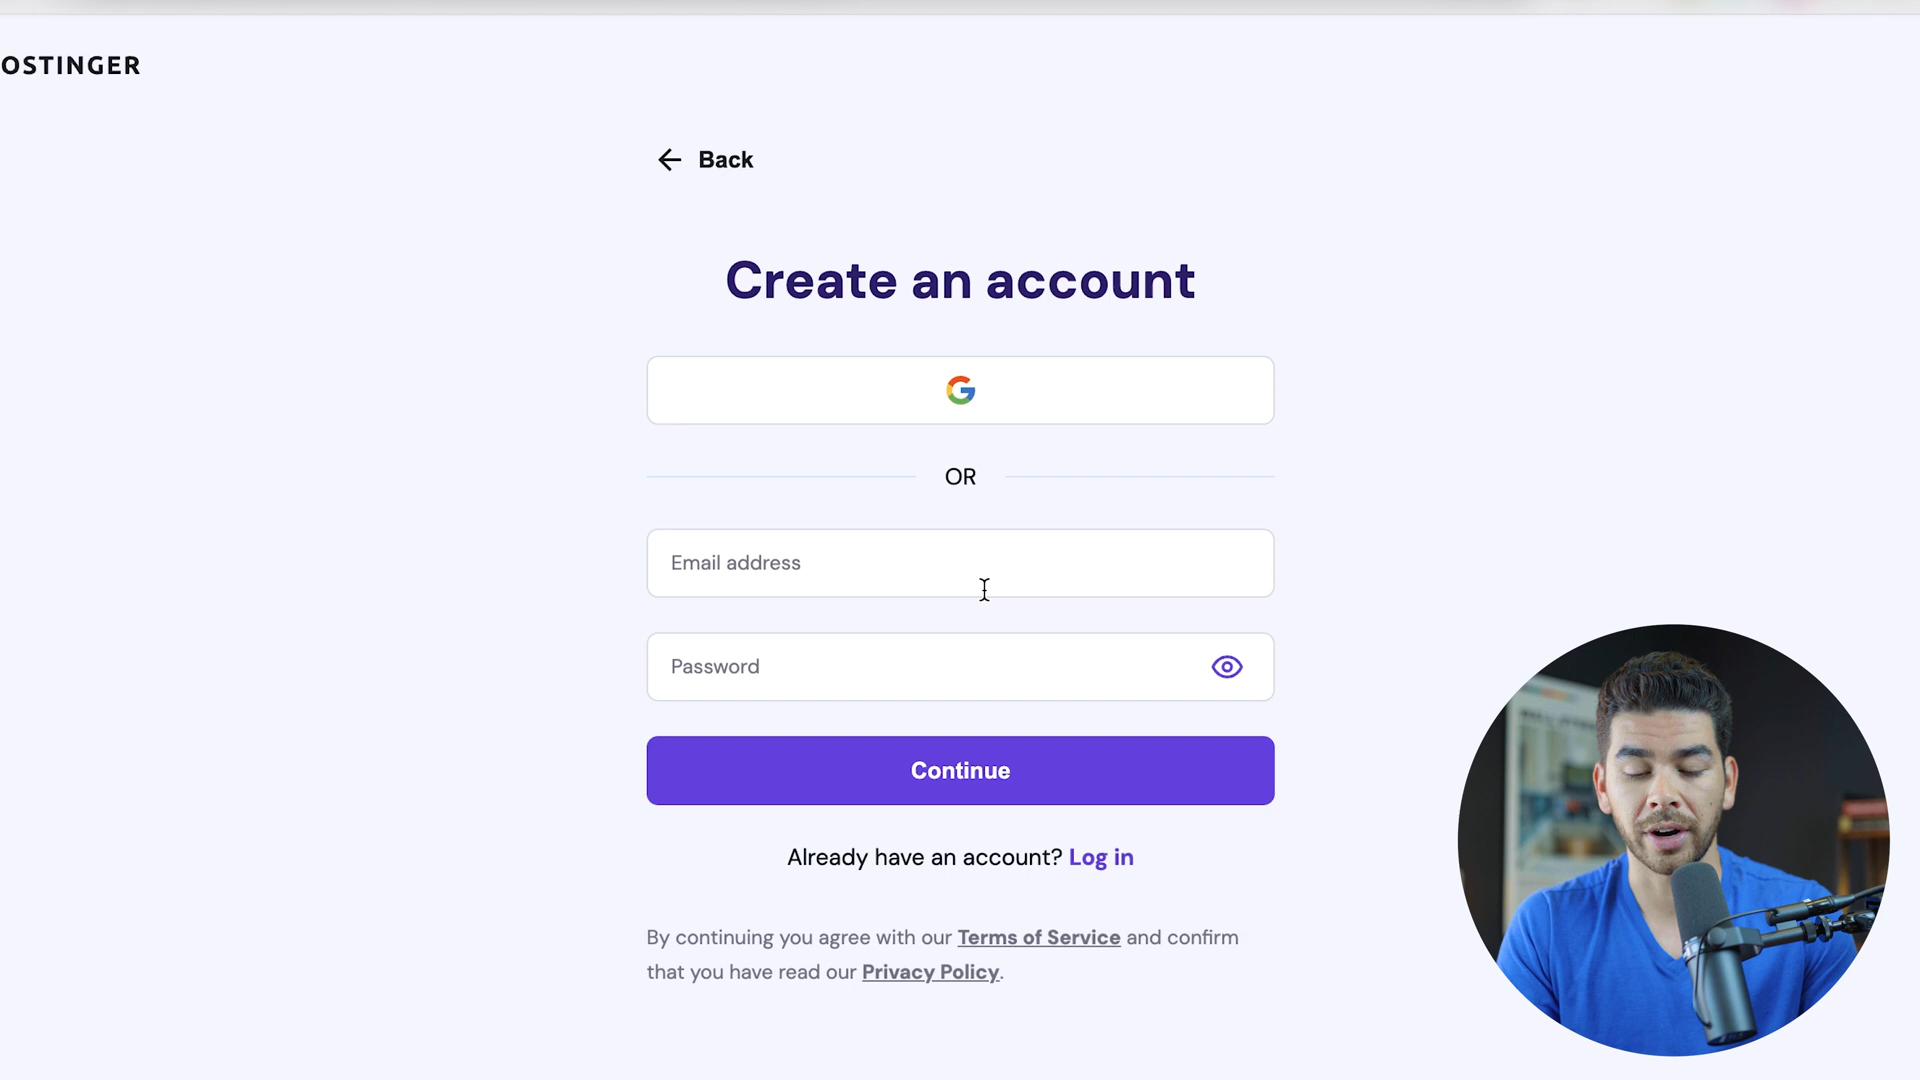 OSTINGER
Back
Create an account
OR
Email address
Password
Continue
Already have an account? Log in
By continuing you agree with our Terms of Service and confirm
that you have read our Privacy Policy.